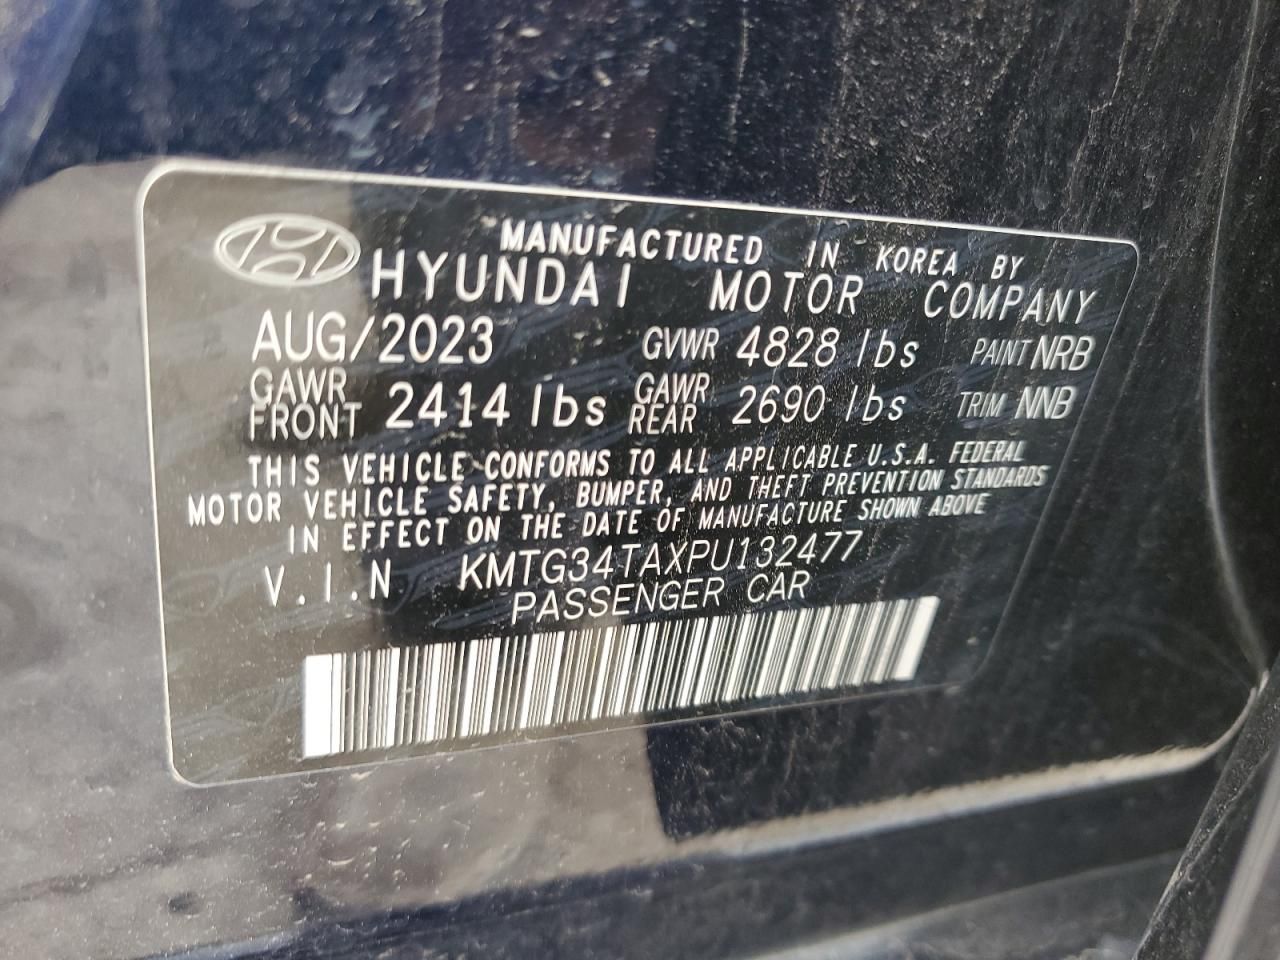 MANUFACTURED IN KOREA BY
HYUNDAI MOTOR COMPANY
AUG/2023 GVWR 4828 lbs PAINT NRB
GAWR FRONT 2414 lbs GAWR REAR 2690 lbs TRIM NNB
THIS VEHICLE CONFORMS TO ALL APPLICABLE U.S.A. FEDERAL
MOTOR VEHICLE SAFETY, BUMPER, AND THEFT PREVENTION STANDARDS
IN EFFECT ON THE DATE OF MANUFACTURE SHOWN ABOVE
V.I.N KMTG34TAXPU132477
PASSENGER CAR